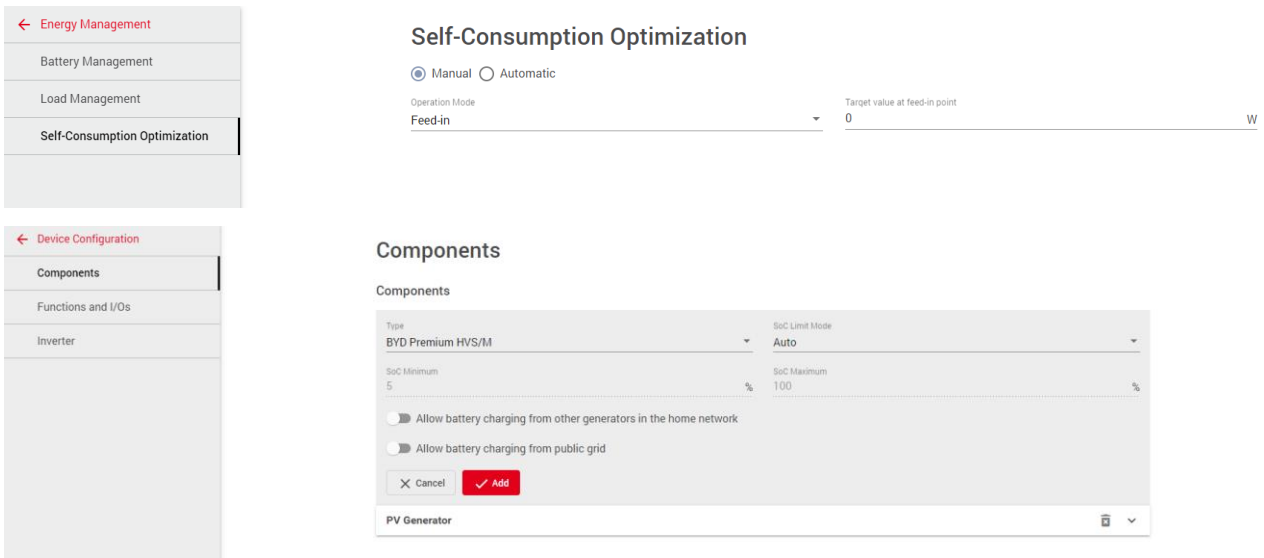 Energy Management
Battery Management
Load Management
Self-Consumption Optimization
Self-Consumption Optimization
Manual Automatic
Operation Mode Target value at feed-in point
Feed-in 0 W
Device Configuration
Components
Functions and I/Os
Inverter
Components
Components
Type SoC Limit Mode
BYD Premium HVS/M Auto
SoC Minimum SoC Maximum
5 % 100 %
Allow battery charging from other generators in the home network
Allow battery charging from public grid
Cancel Add
PV Generator